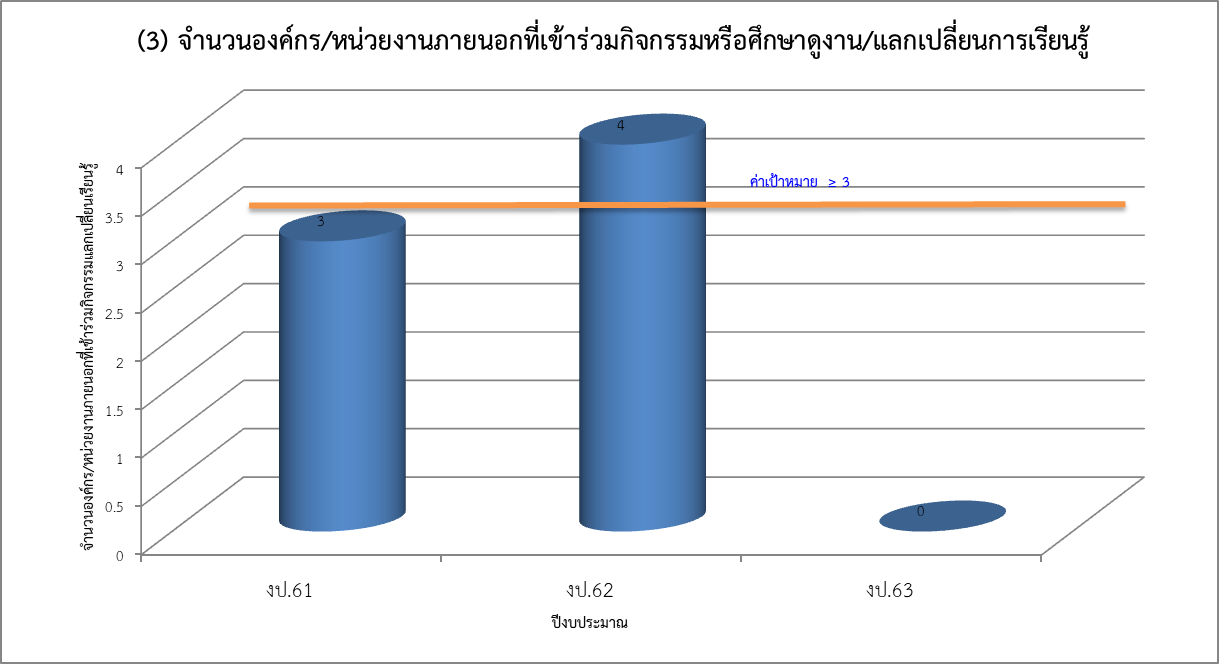 (3) จำนวนองค์กร/หน่วยงานภายนอกที่เข้าร่วมกิจกรรมหรือศึกษาดูงาน/แลกเปลี่ยนการเรียนรู้
จำนวนองค์กร/หน่วยงานภายนอกที่เข้าร่วมกิจกรรมแลกเปลี่ยนเรียนรู้
4
3.5
3
2.5
2
1.5
1
0.5
0
3
4
0
ค่าเป้าหมาย ≥ 3
งป.61
งป.62
งป.63
ปีงบประมาณ